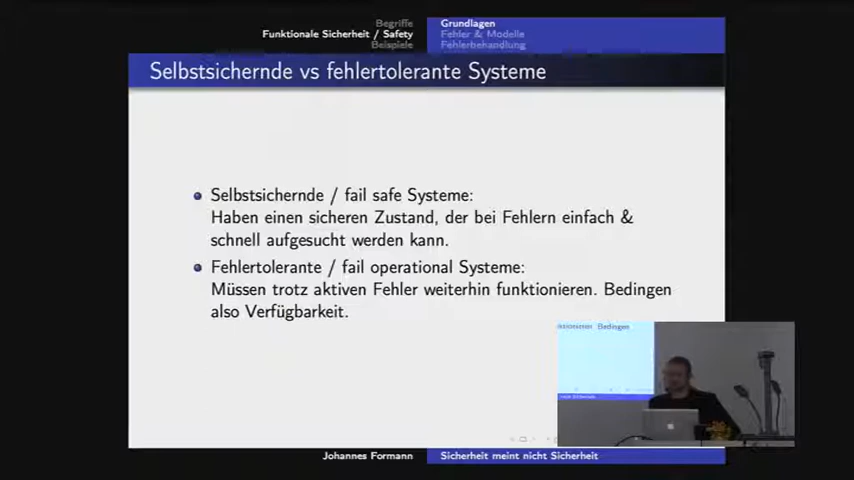 Begriffe
Funktionale Sicherheit / Safety
Beispiele
Grundlagen
Fehler & Modelle
Fehlerbehandlung
Selbstsichernde vs fehlertolerante Systeme
Selbstsichernde / fail safe Systeme:
Haben einen sicheren Zustand, der bei Fehlern einfach &
schnell aufgesucht werden kann.
Fehlertolerante / fail operational Systeme:
Müssen trotz aktiven Fehler weiterhin funktionieren. Bedingen
also Verfügbarkeit.
Bedingen
Johannes Formann
Sicherheit meint nicht Sicherheit